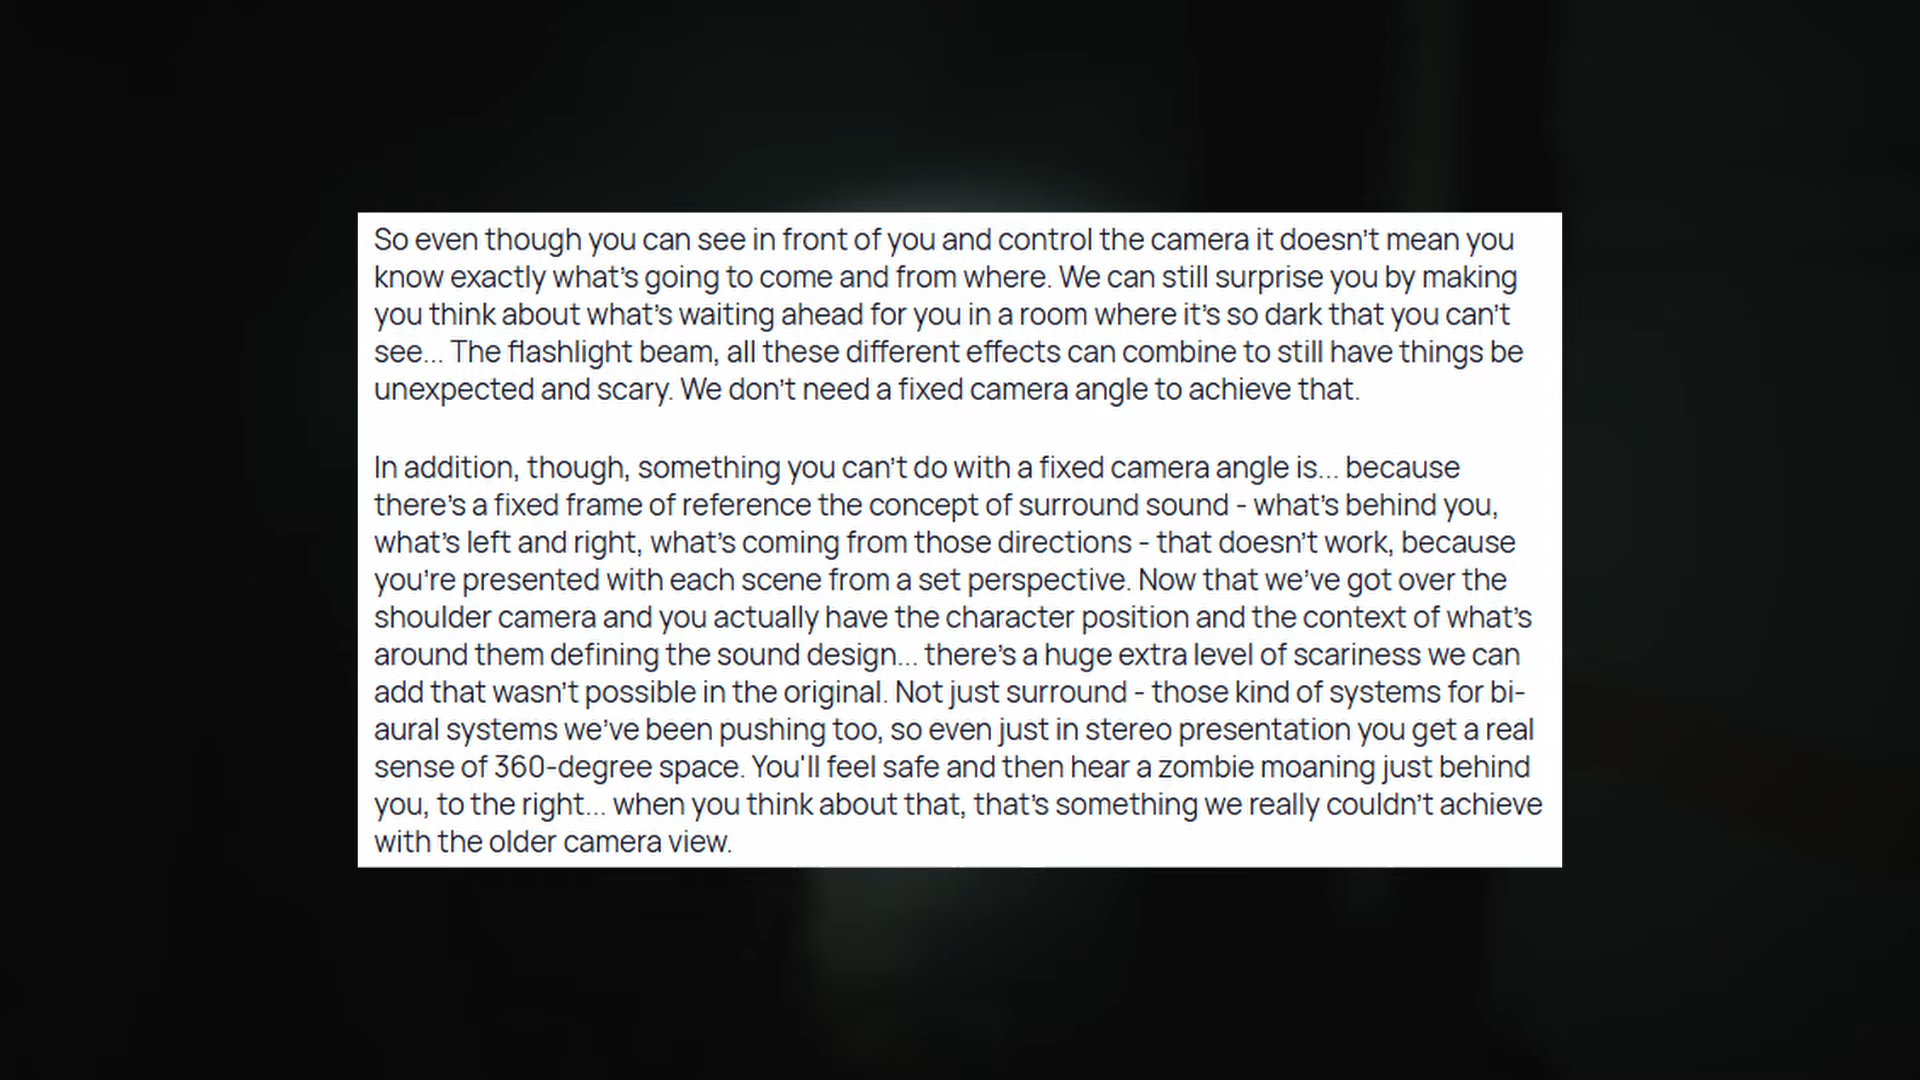 So even though you can see in front of you and control the camera it doesn’t mean you
know exactly what’s going to come and from where. We can still surprise you by making
you think about what’s waiting ahead for you in a room where it’s so dark that you can’t
see... The flashlight beam, all these different effects can combine to still have things be
unexpected and scary. We don’t need a fixed camera angle to achieve that.
In addition, though, something you can’t do with a fixed camera angle is... because
there’s a fixed frame of reference the concept of surround sound - what’s behind you,
what’s left and right, what’s coming from those directions - that doesn’t work, because
you’re presented with each scene from a set perspective. Now that we’ve got over the
shoulder camera and you actually have the character position and the context of what’s
around them defining the sound design... there’s a huge extra level of scariness we can
add that wasn’t possible in the original. Not just surround - those kind of systems for bi-
aural systems we’ve been pushing too, so even just in stereo presentation you get a real
sense of 360-degree space. You'll feel safe and then hear a zombie moaning just behind
you, to the right... when you think about that, that’s something we really couldn’t achieve
with the older camera view.